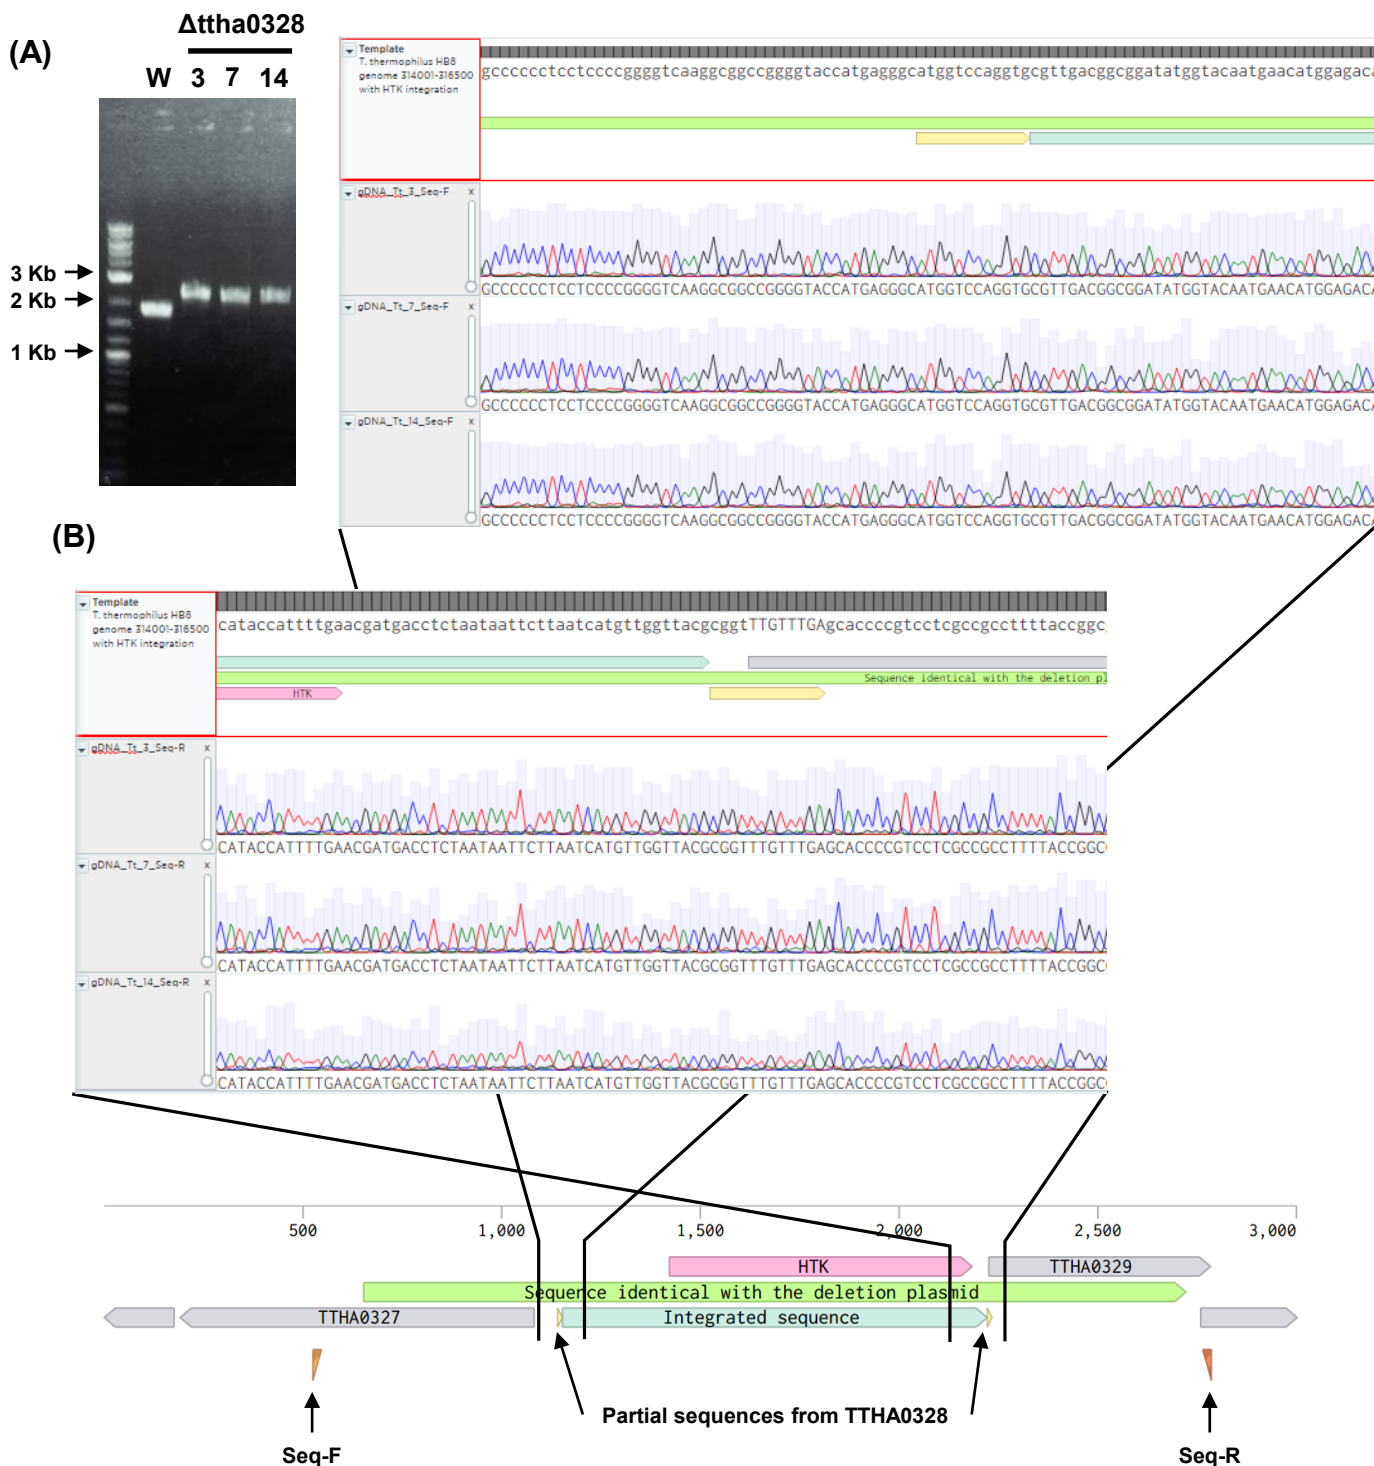 (A)
Δttha0328
W 3 7 14
3 Kb
2 Kb
1 Kb
Template
T. thermophilus HB8
genome 314001-316500
with HTK integration
gcccccctcctccccggggtcaaggcggccggggtaccatgagggcatggtccaggtgcgttgacggcggatatggtacaatgaacatggagaca
gDNA_Tt_3_Seq-F x
GCCCCCCTCCTCCCCGGGGTCAAGGCGGCCGGGGTACCATGAGGGCATGGTCCAGGTGCGTTGACGGCGGATATGGTACAATGAACATGGAGACA
gDNA_Tt_7_Seq-F x
GCCCCCCTCCTCCCCGGGGTCAAGGCGGCCGGGGTACCATGAGGGCATGGTCCAGGTGCGTTGACGGCGGATATGGTACAATGAACATGGAGACA
gDNA_Tt_14_Seq-F x
GCCCCCCTCCTCCCCGGGGTCAAGGCGGCCGGGGTACCATGAGGGCATGGTCCAGGTGCGTTGACGGCGGATATGGTACAATGAACATGGAGACA
(B)
Template
T. thermophilus HB8
genome 314001-316500
with HTK integration
cataccattttgaacgatgacctctaataattcttaatcatgttggttacgcggtTTGTTTGAgcaccccgtcctcgccgccttttaccggc
Sequence identical with the deletion pl
HTK
gDNA_Tt_3_Seq-R x
CATACCATTTTGAACGATGACCTCTAATAATTCTTAATCATGTTGGTTACGCGGTTTGTTTGAGCACCCCGTCCTCGCCGCCTTTTACCGGC
gDNA_Tt_7_Seq-R x
CATACCATTTTGAACGATGACCTCTAATAATTCTTAATCATGTTGGTTACGCGGTTTGTTTGAGCACCCCGTCCTCGCCGCCTTTTACCGGC
gDNA_Tt_14_Seq-R x
CATACCATTTTGAACGATGACCTCTAATAATTCTTAATCATGTTGGTTACGCGGTTTGTTTGAGCACCCCGTCCTCGCCGCCTTTTACCGGC
500 1,000 1,500 2,000 2,500 3,000
HTK TTHA0329
Sequence identical with the deletion plasmid
TTHA0327 Integrated sequence
Partial sequences from TTHA0328
Seq-F Seq-R